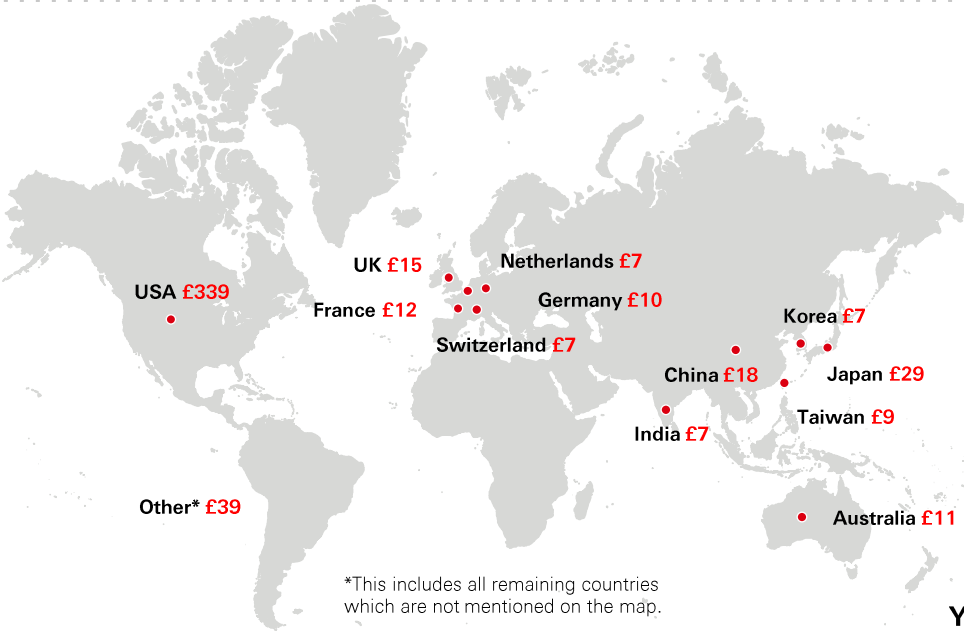 UK £15
Netherlands £7
USA £339
Germany £10
France £12
Korea £7
Switzerland £7
China £18
Japan £29
Taiwan £9
India £7
Other* £39
Australia £11
*This includes all remaining countries
which are not mentioned on the map.
Y